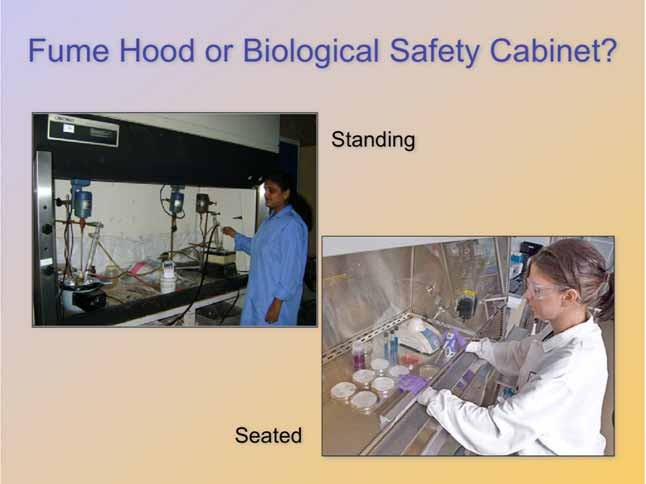 Fume Hood or Biological Safety Cabinet?
Standing
Seated